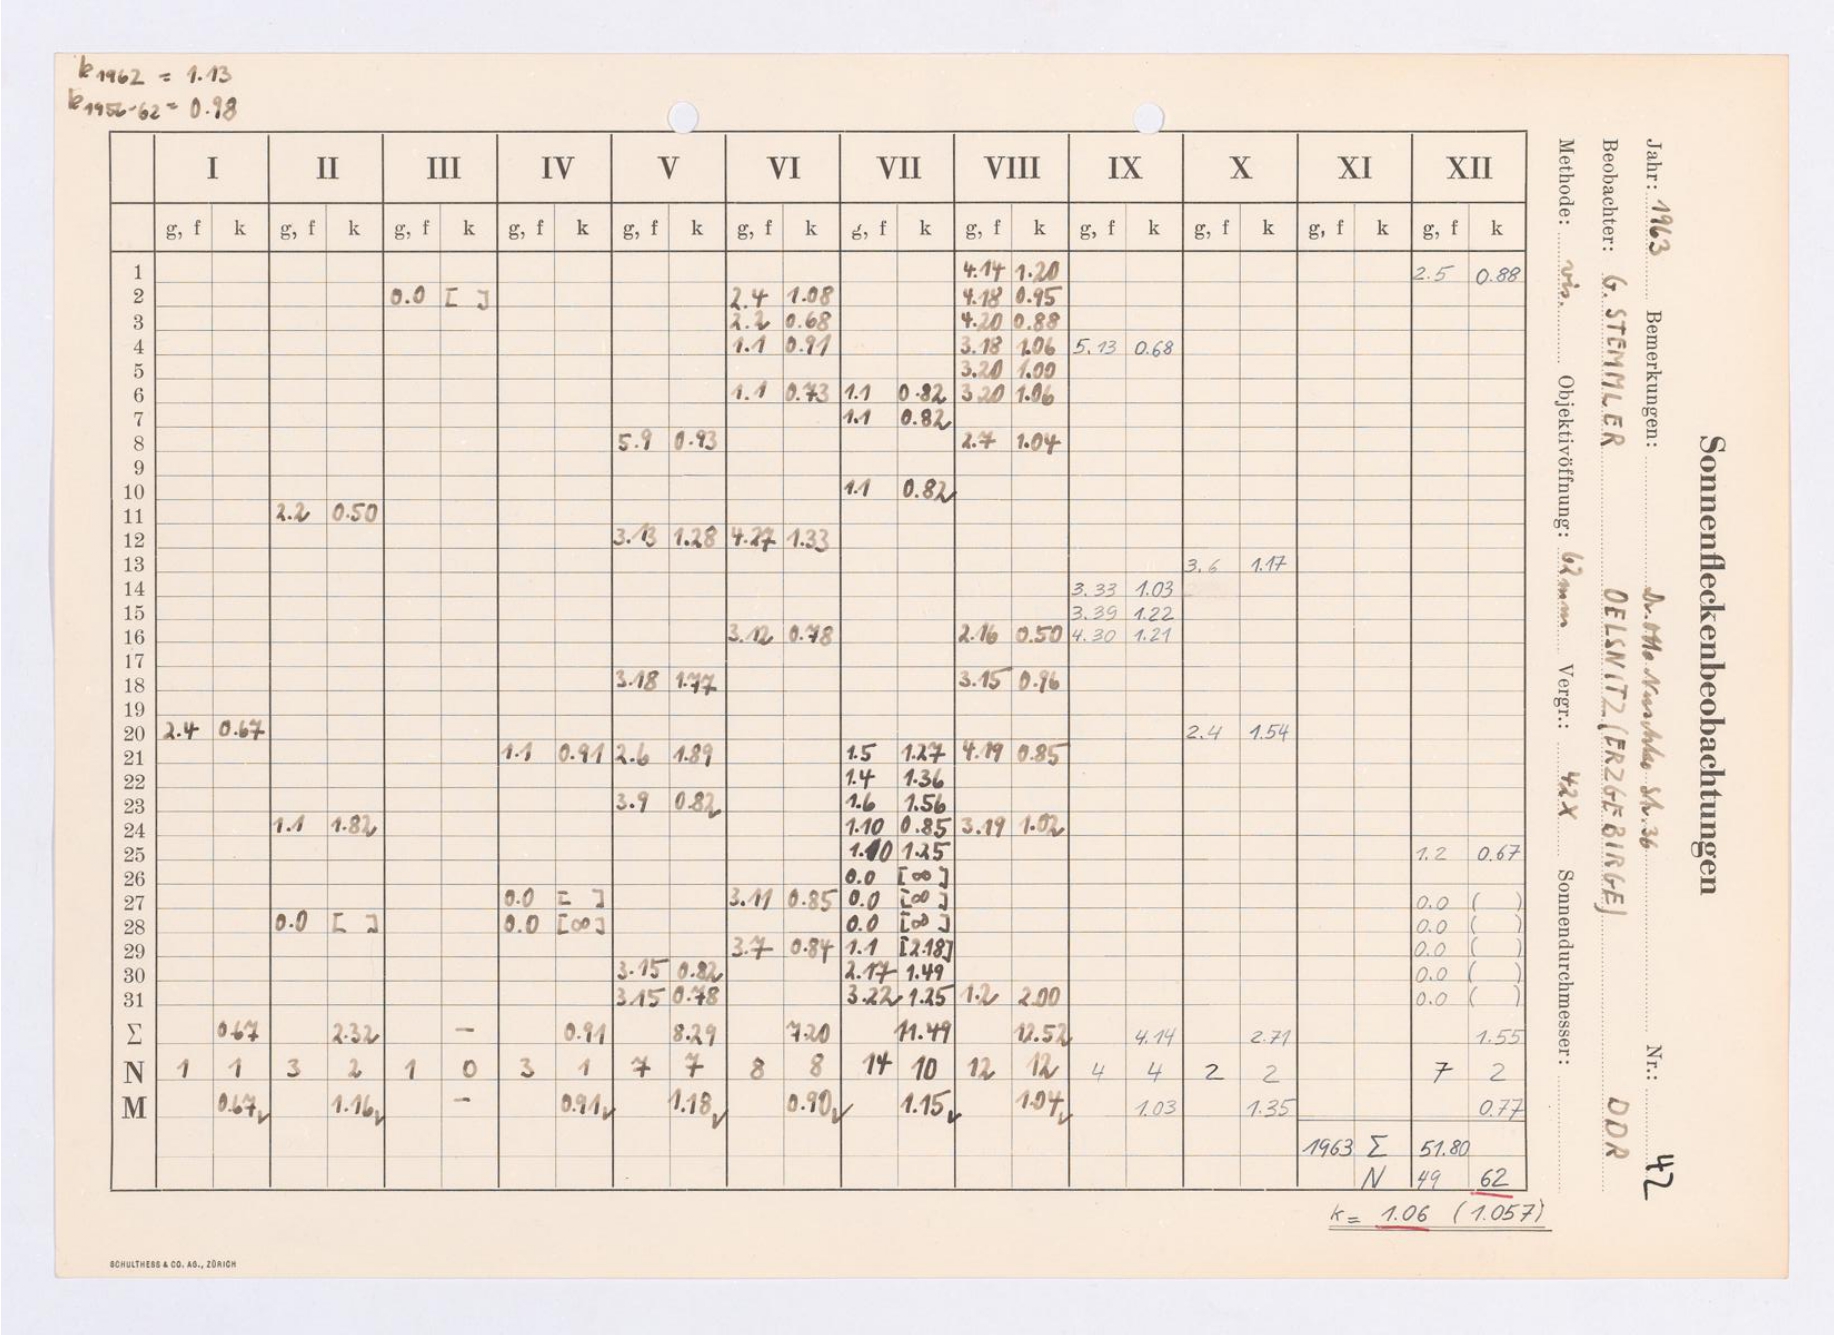 k1962 = 1.13
k1956-62 = 0.98
I II III IV V VI VII VIII IX X XI XII
g, f k g, f k g, f k g, f k g, f k g, f k g, f k g, f k g, f k g, f k g, f k g, f k
1 4.14 1.20 2.5 0.88
2 0.0 [ ] 2.4 1.08 4.18 0.95
3 2.2 0.68 4.20 0.88
4 1.1 0.91 3.18 1.06 5.13 0.68
5 3.20 1.00
6 1.1 0.73 1.1 0.82 3.20 1.06
7 1.1 0.82
8 5.9 0.93 2.7 1.04
9
10 1.1 0.82
11 2.2 0.50
12 3.13 1.28 4.27 1.33
13 3.6 1.17
14 3.33 1.03
15 3.39 1.22
16 3.12 0.78 2.16 0.50 4.30 1.21
17
18 3.18 1.77 3.15 0.96
19
20 2.4 0.67 2.4 1.54
21 1.1 0.91 2.6 1.89 1.5 1.27 4.19 0.85
22 1.4 1.36
23 3.9 0.82 1.6 1.56
24 1.1 1.82 1.10 0.85 3.19 1.02
25 1.10 1.25 1.2 0.67
26 0.0 [∞]
27 0.0 [ ] 3.11 0.85 0.0 [∞] 0.0 ( )
28 0.0 [ ] 0.0 [∞] 0.0 [∞] 0.0 ( )
29 3.7 0.84 1.1 [2.18] 0.0 ( )
30 3.15 0.82 2.17 1.49 0.0 ( )
31 3.15 0.78 3.22 1.25 1.2 2.00 0.0 ( )
Σ 0.67 2.32 – 0.91 8.29 7.20 11.49 12.52 4.14 2.71 1.55
N 1 1 3 2 1 0 3 1 7 7 8 8 14 10 12 12 4 4 2 2 7 2
M 0.67 1.16 – 0.91 1.18 0.90 1.15 1.04 1.03 1.35 0.77
1963 Σ 51.80
N 49 62
k = 1.06 (1.057)
SCHULTHESS & CO. AG., ZÜRICH
Sonnenfleckenbeobachtungen
Jahr: 1963 Bemerkungen: Dr. Otto Str. 36 Nr.: 42
Beobachter: G. STEMMLER OELSNITZ (ERZGEBIRGE) DDR
Methode: vis. Objektivöffnung: 62mm Vergr.: 42x Sonnendurchmesser: